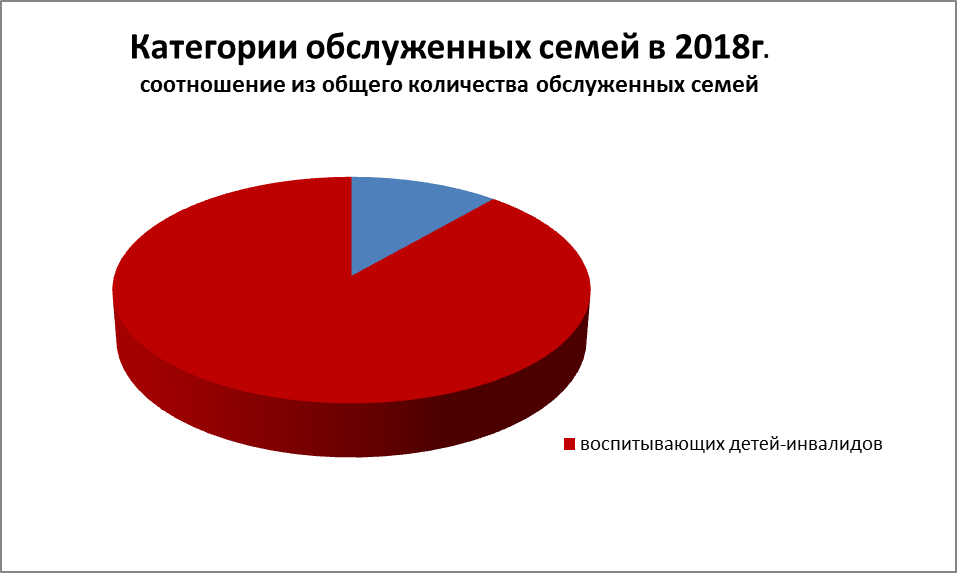 Категории обслуженных семей в 2018г.
соотношение из общего количества обслуженных семей
воспитывающих детей-инвалидов